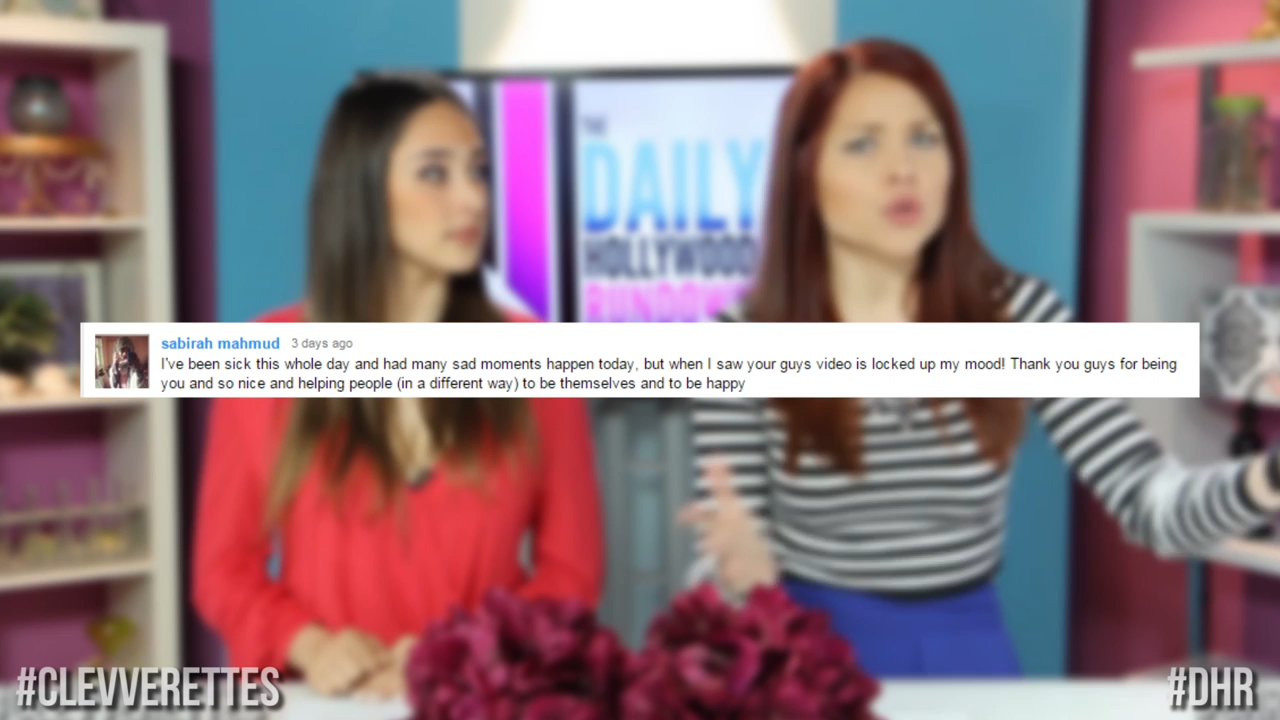 THE
DAILY
HOLLYWOOD
RUNDOWN
sabirah mahmud 3 days ago
I've been sick this whole day and had many sad moments happen today, but when I saw your guys video is locked up my mood! Thank you guys for being
you and so nice and helping people (in a different way) to be themselves and to be happy
#CLEVVERETTES
#DHR